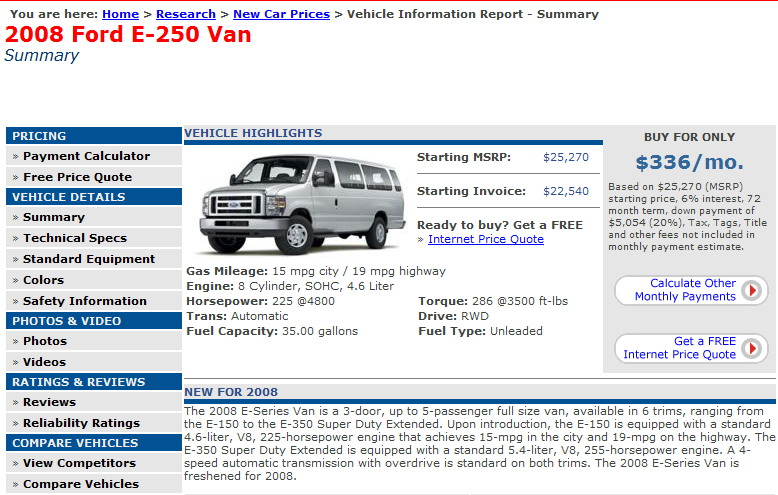 You are here: Home > Research > New Car Prices > Vehicle Information Report - Summary
2008 Ford E-250 Van
Summary
PRICING
» Payment Calculator
» Free Price Quote
VEHICLE DETAILS
» Summary
» Technical Specs
» Standard Equipment
» Colors
» Safety Information
PHOTOS & VIDEO
» Photos
» Videos
RATINGS & REVIEWS
» Reviews
» Reliability Ratings
COMPARE VEHICLES
» View Competitors
» Compare Vehicles
VEHICLE HIGHLIGHTS
Starting MSRP: $25,270
Starting Invoice: $22,540
Ready to buy? Get a FREE
» Internet Price Quote
Gas Mileage: 15 mpg city / 19 mpg highway
Engine: 8 Cylinder, SOHC, 4.6 Liter
Horsepower: 225 @4800 Torque: 286 @3500 ft-lbs
Trans: Automatic Drive: RWD
Fuel Capacity: 35.00 gallons Fuel Type: Unleaded
BUY FOR ONLY
$336/mo.
Based on $25,270 (MSRP)
starting price, 6% interest, 72
month term, down payment of
$5,054 (20%), Tax, Tags, Title
and other fees not included in
monthly payment estimate.
Calculate Other
Monthly Payments
Get a FREE
Internet Price Quote
NEW FOR 2008
The 2008 E-Series Van is a 3-door, up to 5-passenger full size van, available in 6 trims, ranging from
the E-150 to the E-350 Super Duty Extended. Upon introduction, the E-150 is equipped with a standard
4.6-liter, V8, 225-horsepower engine that achieves 15-mpg in the city and 19-mpg on the highway. The
E-350 Super Duty Extended is equipped with a standard 5.4-liter, V8, 255-horsepower engine. A 4-
speed automatic transmission with overdrive is standard on both trims. The 2008 E-Series Van is
freshened for 2008.